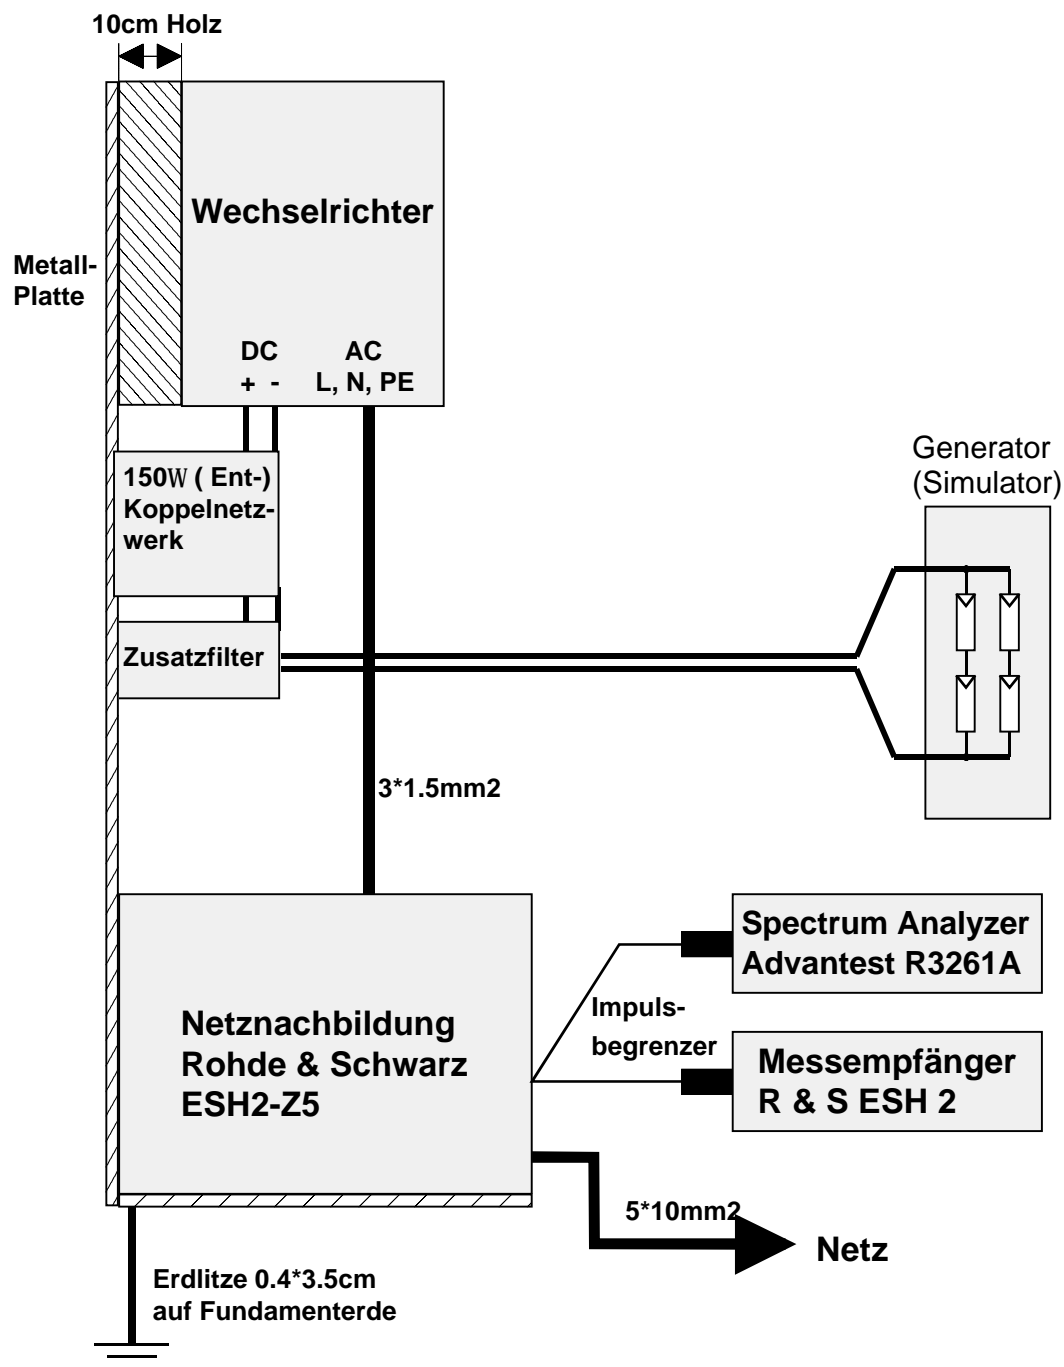 10cm Holz
Wechselrichter
Metall-
Platte
DC
+ -
AC
L, N, PE
150W ( Ent-)
Koppelnetz-
werk
Zusatzfilter
Generator
(Simulator)
3*1.5mm2
Netznachbildung
Rohde & Schwarz
ESH2-Z5
Impuls-
begrenzer
Spectrum Analyzer
Advantest R3261A
Messempfänger
R & S ESH 2
5*10mm2
Netz
Erdlitze 0.4*3.5cm
auf Fundamenterde